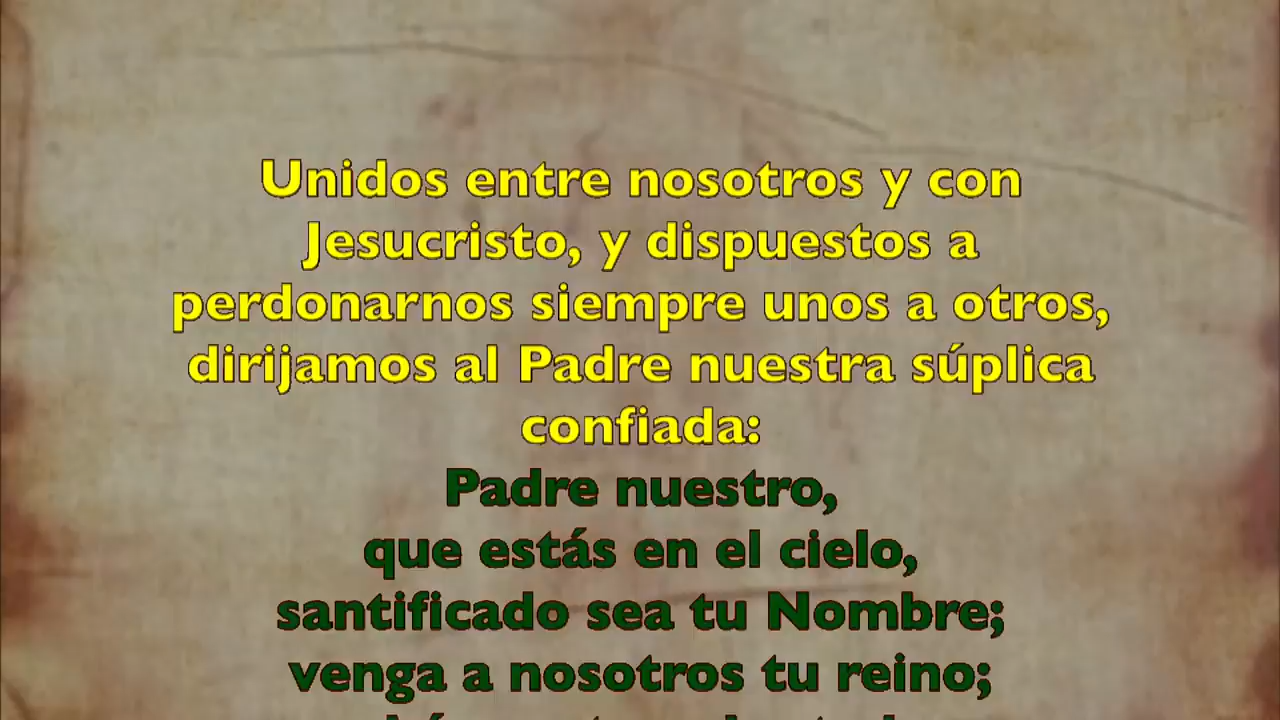 Unidos entre nosotros y con
Jesucristo, y dispuestos a
perdonarnos siempre unos a otros,
dirijamos al Padre nuestra súplica
confiada:
Padre nuestro,
que estás en el cielo,
santificado sea tu Nombre;
venga a nosotros tu reino;